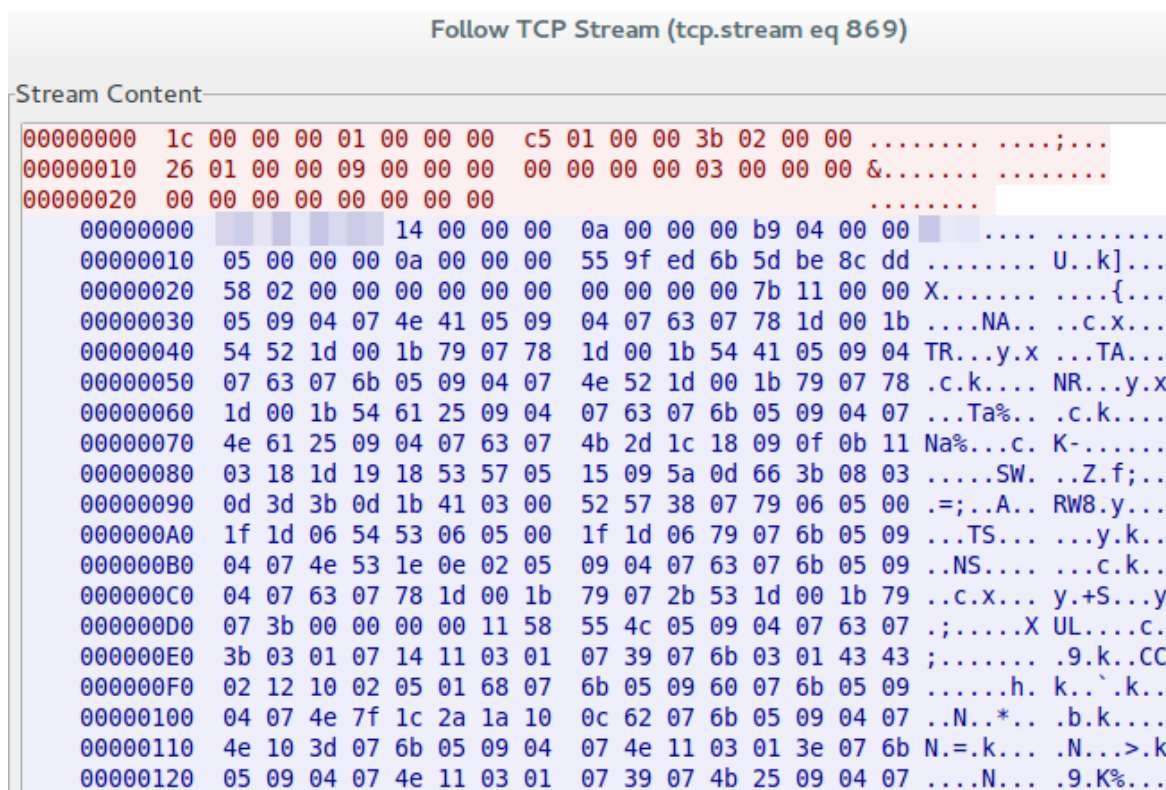 Follow TCP Stream (tcp.stream eq 869)
Stream Content
00000000 1c 00 00 00 01 00 00 00 c5 01 00 00 3b 02 00 00 ........ ....;...
00000010 26 01 00 00 09 00 00 00 00 00 00 00 03 00 00 00 &....... ........
00000020 00 00 00 00 00 00 00 00 ........
00000000 14 00 00 00 0a 00 00 00 b9 04 00 00 .... ........
00000010 05 00 00 00 0a 00 00 00 55 9f ed 6b 5d be 8c dd ........ U..k]...
00000020 58 02 00 00 00 00 00 00 00 00 00 00 7b 11 00 00 X....... ....{...
00000030 05 09 04 07 4e 41 05 09 04 07 63 07 78 1d 00 1b ....NA.. ..c.x...
00000040 54 52 1d 00 1b 79 07 78 1d 00 1b 54 41 05 09 04 TR...y.x ...TA...
00000050 07 63 07 6b 05 09 04 07 4e 52 1d 00 1b 79 07 78 .c.k.... NR...y.x
00000060 1d 00 1b 54 61 25 09 04 07 63 07 6b 05 09 04 07 ...Ta%.. .c.k....
00000070 4e 61 25 09 04 07 63 07 4b 2d 1c 18 09 0f 0b 11 Na%...c. K-......
00000080 03 18 1d 19 18 53 57 05 15 09 5a 0d 66 3b 08 03 .....SW. ..Z.f;..
00000090 0d 3d 3b 0d 1b 41 03 00 52 57 38 07 79 06 05 00 .=;..A.. RW8.y...
000000A0 1f 1d 06 54 53 06 05 00 1f 1d 06 79 07 6b 05 09 ...TS... ...y.k..
000000B0 04 07 4e 53 1e 0e 02 05 09 04 07 63 07 6b 05 09 ..NS.... ...c.k..
000000C0 04 07 63 07 78 1d 00 1b 79 07 2b 53 1d 00 1b 79 ..c.x... y.+S...y
000000D0 07 3b 00 00 00 00 11 58 55 4c 05 09 04 07 63 07 .;.....X UL....c.
000000E0 3b 03 01 07 14 11 03 01 07 39 07 6b 03 01 43 43 ;....... .9.k..CC
000000F0 02 12 10 02 05 01 68 07 6b 05 09 60 07 6b 05 09 ......h. k..`.k..
00000100 04 07 4e 7f 1c 2a 1a 10 0c 62 07 6b 05 09 04 07 ..N..*.. .b.k....
00000110 4e 10 3d 07 6b 05 09 04 07 4e 11 03 01 3e 07 6b N.=.k... .N...>.k
00000120 05 09 04 07 4e 11 03 01 07 39 07 4b 25 09 04 07 ....N... .9.K%...